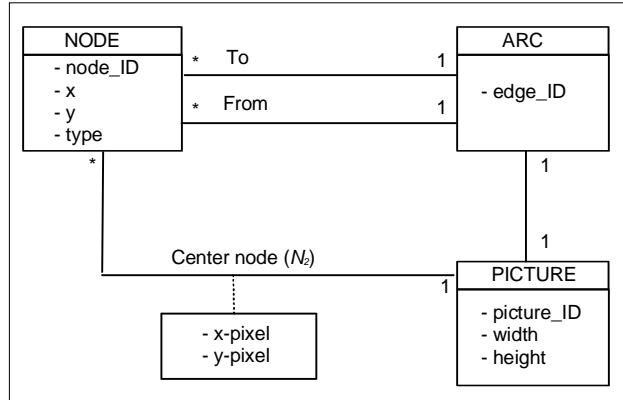 NODE
- node_ID
- x
- y
- type
* To 1
* From 1
ARC
- edge_ID
*
1
1
Center node (N₂)
1
- x-pixel
- y-pixel
PICTURE
- picture_ID
- width
- height